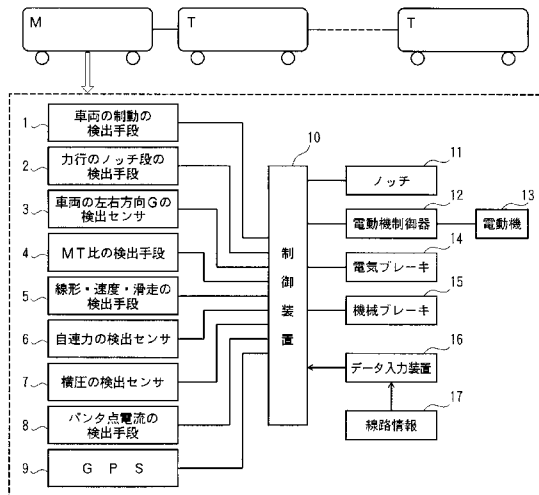 M
T
T
1
車両の制動の
検出手段
2
力行のノッチ段の
検出手段
3
車両の左右方向Gの
検出センサ
4
MT比の検出手段
5
線形・速度・滑走の
検出手段
6
自連力の検出センサ
7
横圧の検出センサ
8
パンタ点電流の
検出手段
9
GPS
10
制御装置
11
ノッチ
12
電動機制御器
13
電動機
14
電気ブレーキ
15
機械ブレーキ
16
データ入力装置
17
線路情報